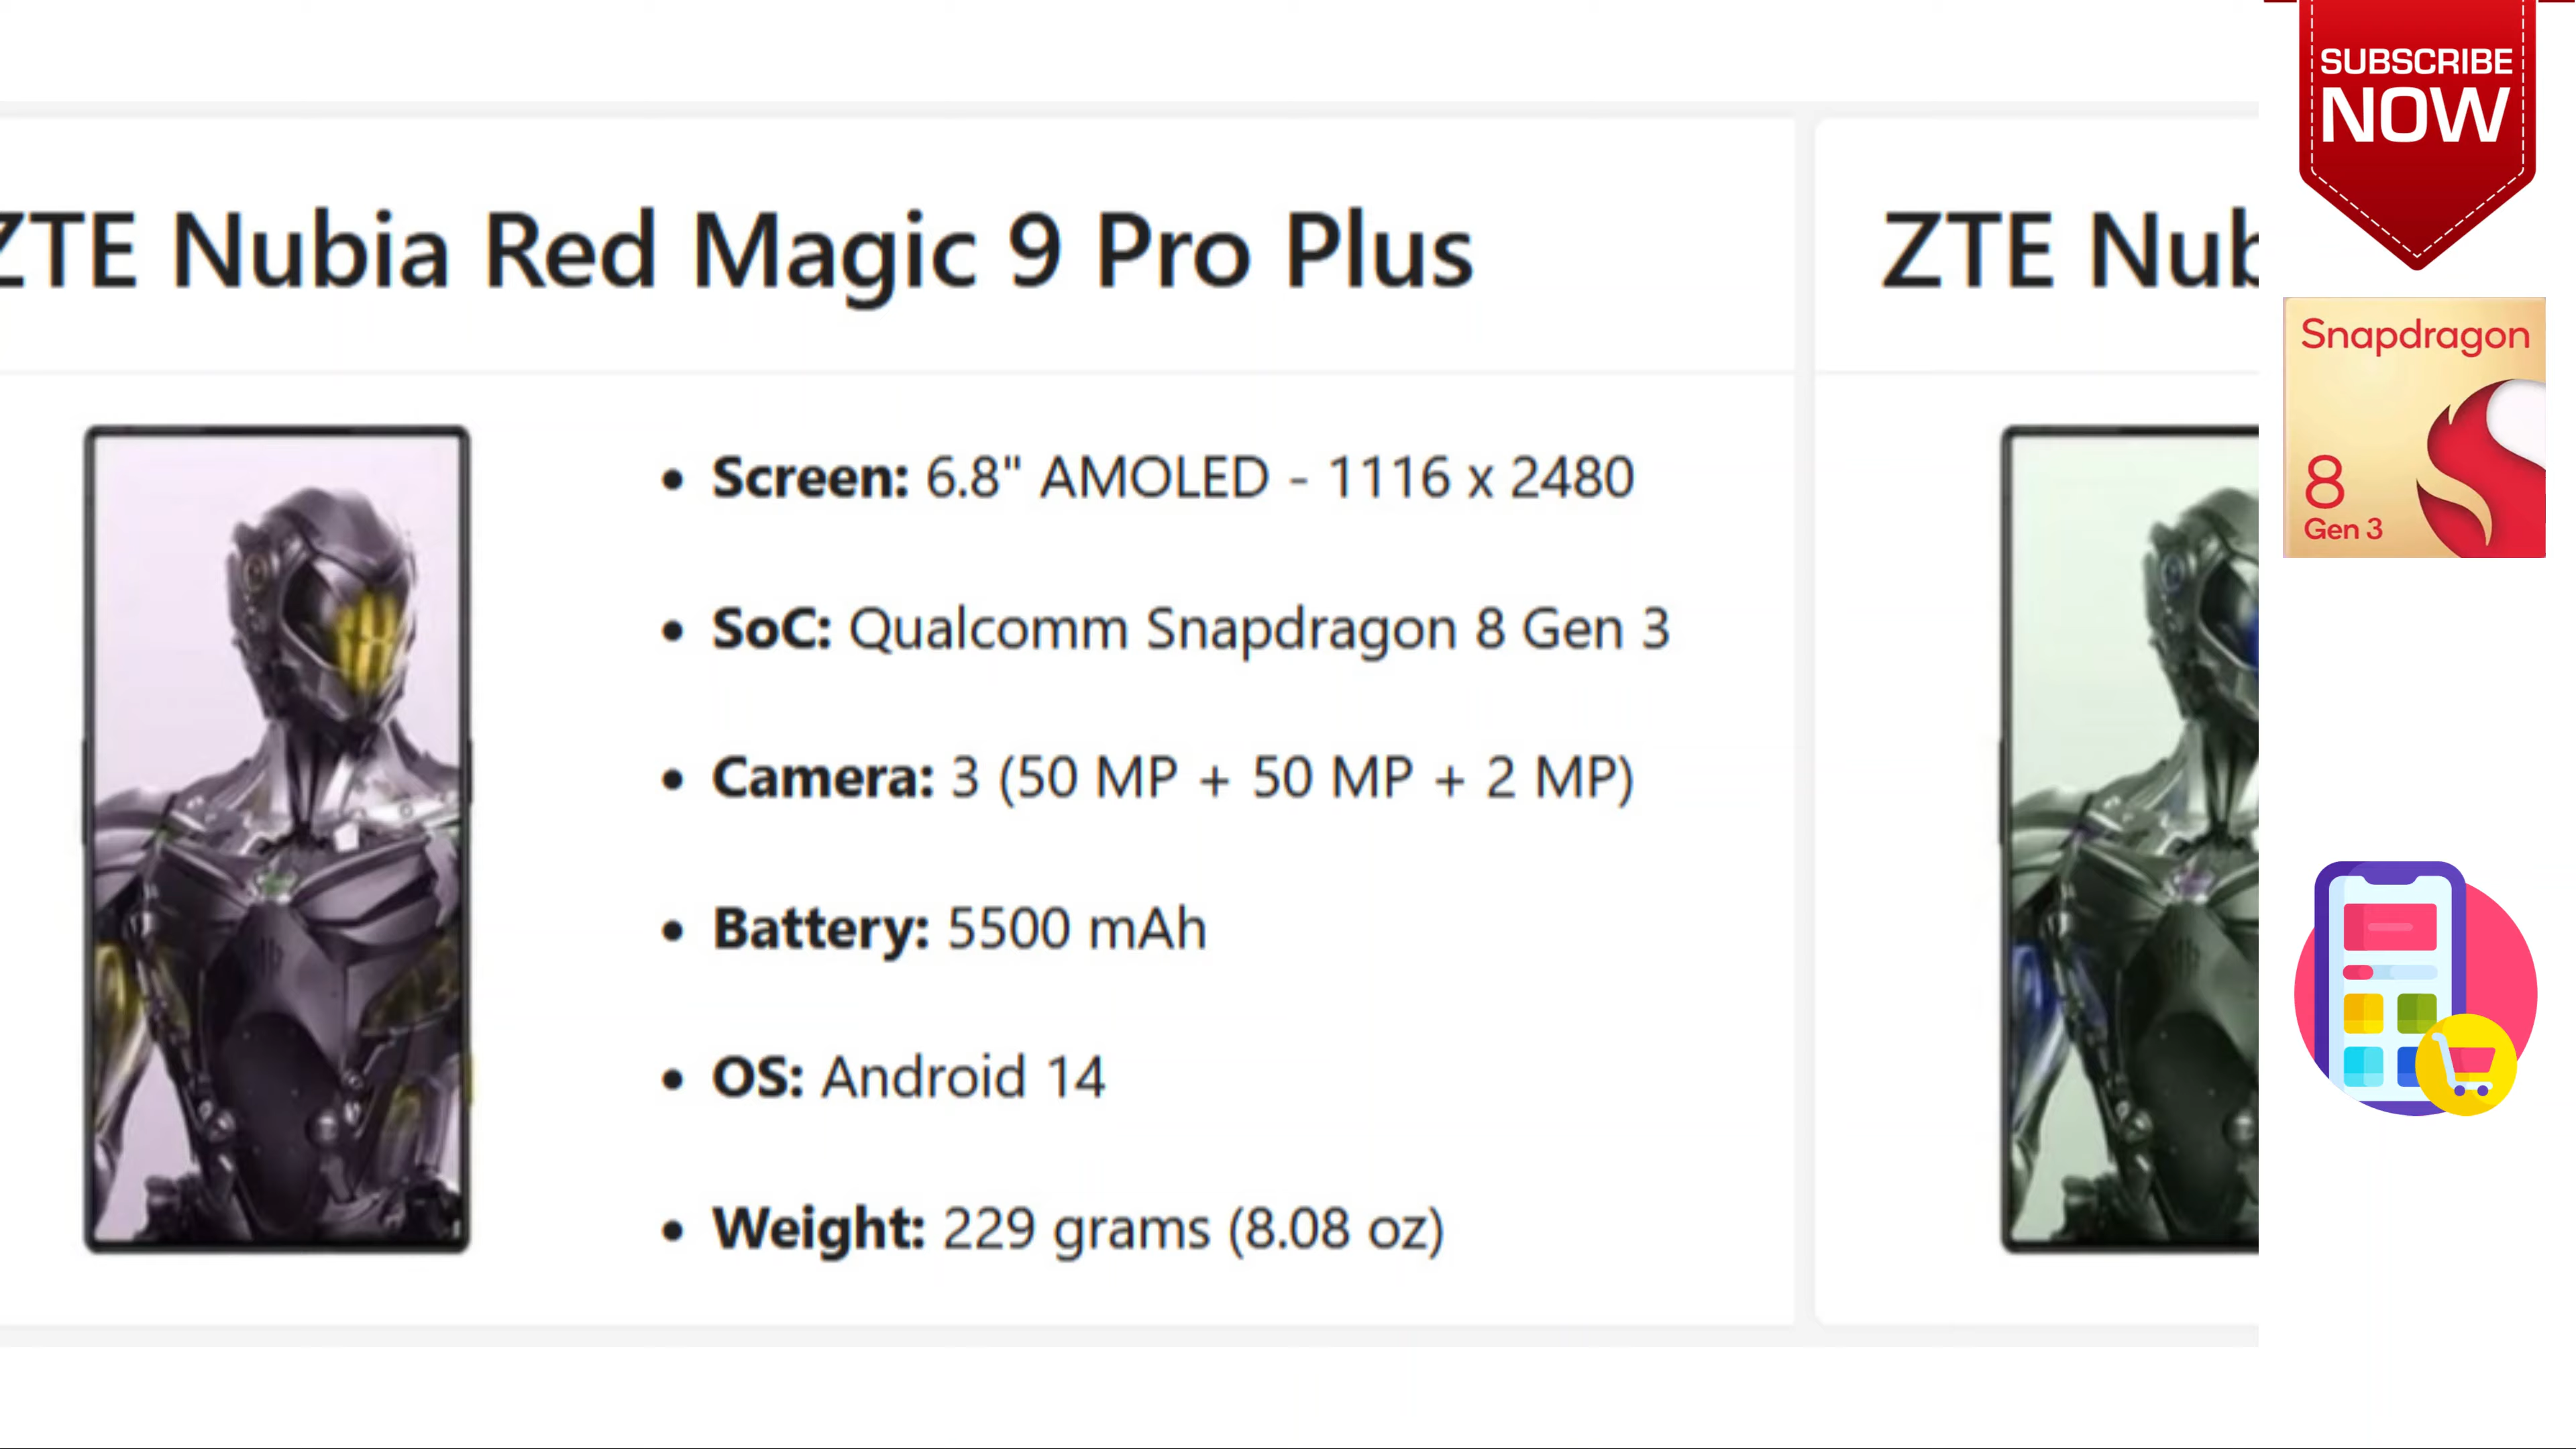 ZTE Nubia Red Magic 9 Pro Plus
Screen: 6.8" AMOLED - 1116 x 2480
SoC: Qualcomm Snapdragon 8 Gen 3
Camera: 3 (50 MP + 50 MP + 2 MP)
Battery: 5500 mAh
OS: Android 14
Weight: 229 grams (8.08 oz)
ZTE Nub
SUBSCRIBE
NOW
Snapdragon
8
Gen 3